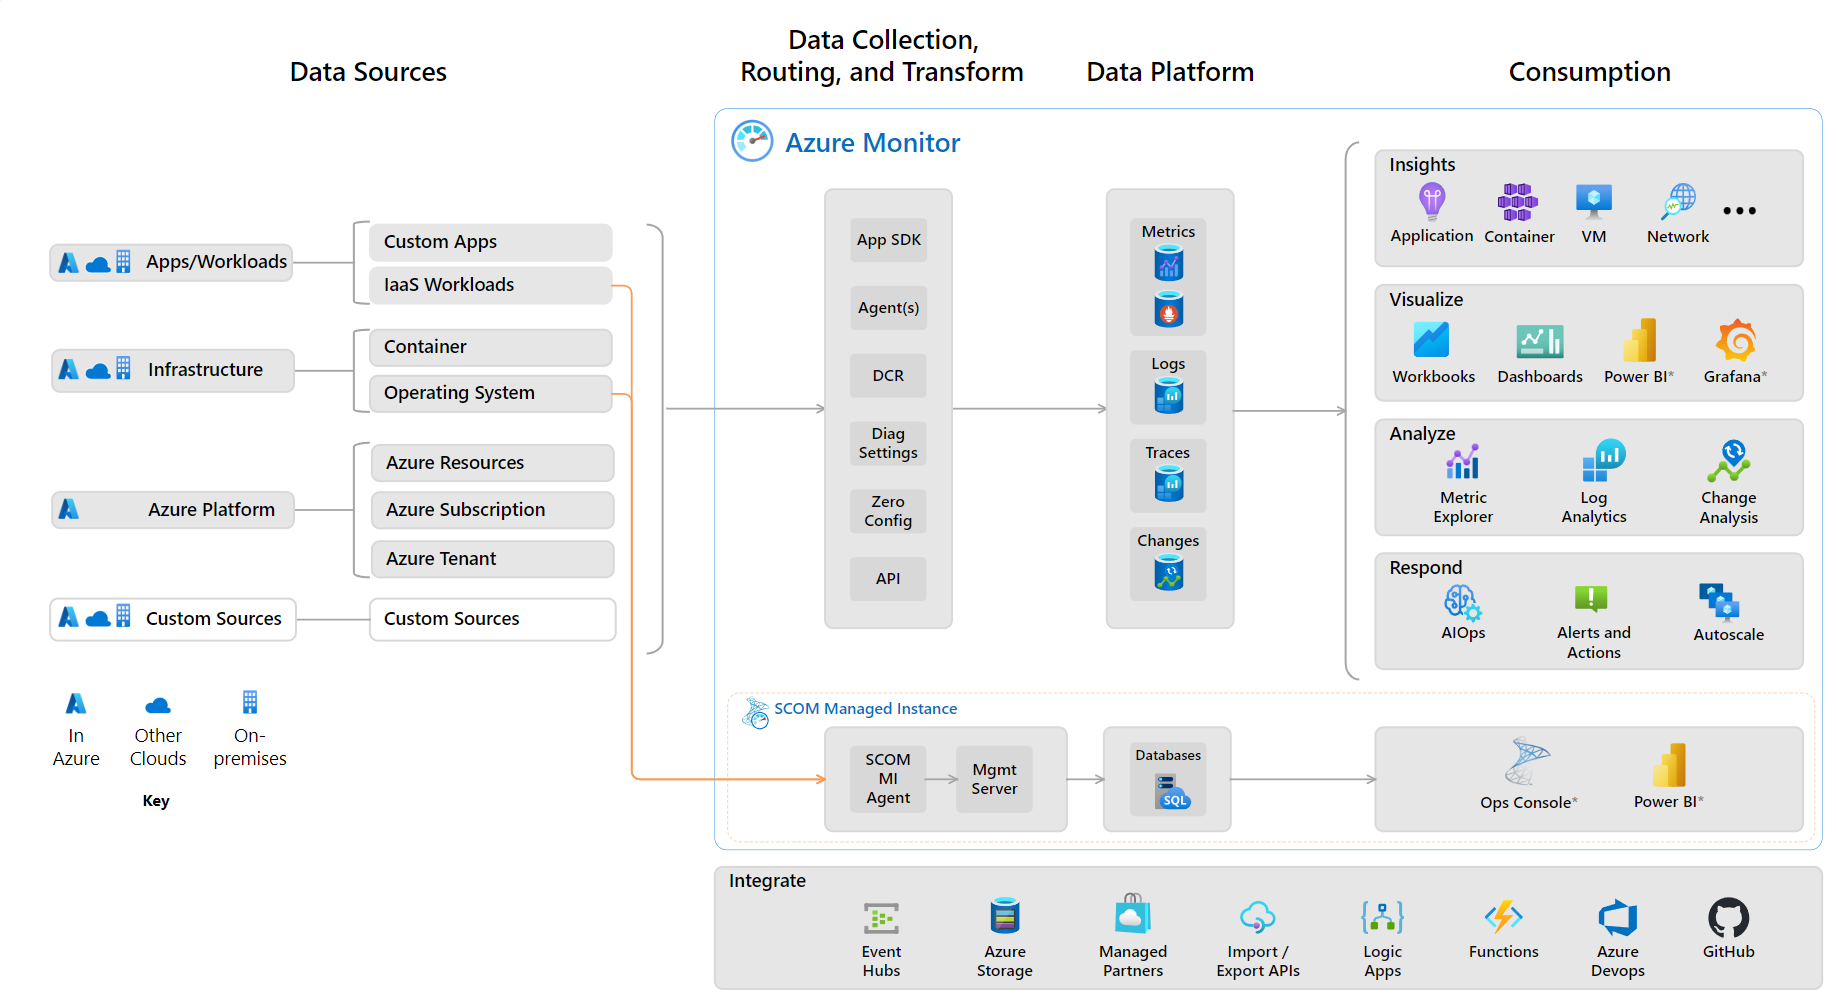 Data Sources
Data Collection,
Routing, and Transform
Data Platform
Consumption
Azure Monitor
Apps/Workloads
Custom Apps
IaaS Workloads
Infrastructure
Container
Operating System
Azure Platform
Azure Resources
Azure Subscription
Azure Tenant
Custom Sources
Custom Sources
In
Azure
Other
Clouds
On-
premises
Key
App SDK
Agent(s)
DCR
Diag
Settings
Zero
Config
API
Metrics
Logs
Traces
Changes
Insights
Application
Container
VM
Network
•••
Visualize
Workbooks
Dashboards
Power BI*
Grafana*
Analyze
Metric
Explorer
Log
Analytics
Change
Analysis
Respond
AIOps
Alerts and
Actions
Autoscale
SCOM Managed Instance
SCOM
MI
Agent
Mgmt
Server
Databases
SQL
Ops Console*
Power BI*
Integrate
Event
Hubs
Azure
Storage
Managed
Partners
Import /
Export APIs
Logic
Apps
Functions
Azure
Devops
GitHub